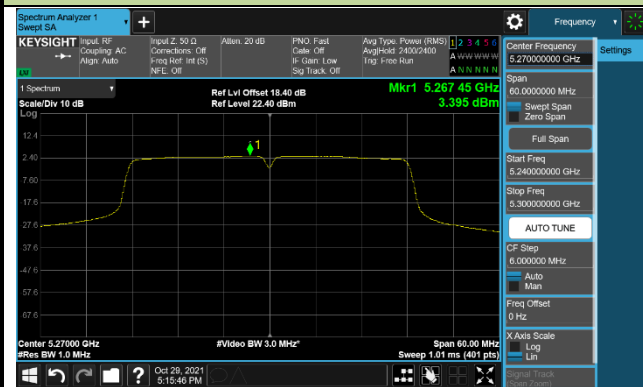 Spectrum Analyzer 1
Swept SA
Frequency
KEYSIGHT
Input: RF
Coupling: AC
Align: Auto
Input Z: 50 Ω
Corrections: Off
Freq Ref: Int (S)
NFE: Off
Atten: 20 dB
PNO: Fast
Gate: Off
IF Gain: Low
Sig Track: Off
Avg Type: Power (RMS)
Avg|Hold: 2400/2400
Trig: Free Run
1 2 3 4 5 6
A W W W W W
A N N N N N
LXI
1 Spectrum
Scale/Div 10 dB
Log
Ref Lvl Offset 18.40 dB
Ref Level 22.40 dBm
Mkr1 5.267 45 GHz
3.395 dBm
12.4
2.40
-7.60
-17.6
-27.6
-37.6
-47.6
-57.6
-67.6
1
Center 5.27000 GHz
#Res BW 1.0 MHz
#Video BW 3.0 MHz*
Span 60.00 MHz
Sweep 1.01 ms (401 pts)
Center Frequency
5.270000000 GHz
Settings
Span
60.0000000 MHz
Swept Span
Zero Span
Full Span
Start Freq
5.240000000 GHz
Stop Freq
5.300000000 GHz
AUTO TUNE
CF Step
6.000000 MHz
Auto
Man
Freq Offset
0 Hz
X Axis Scale
Log
Lin
Signal Track
(Span Zoom)
?
Oct 29, 2021
5:15:46 PM